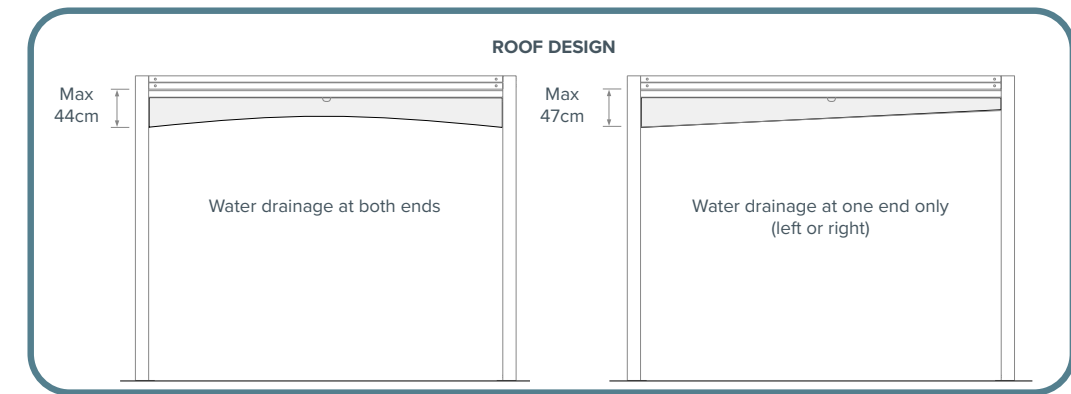 ROOF DESIGN
Max
44cm
Water drainage at both ends
Max
47cm
Water drainage at one end only
(left or right)